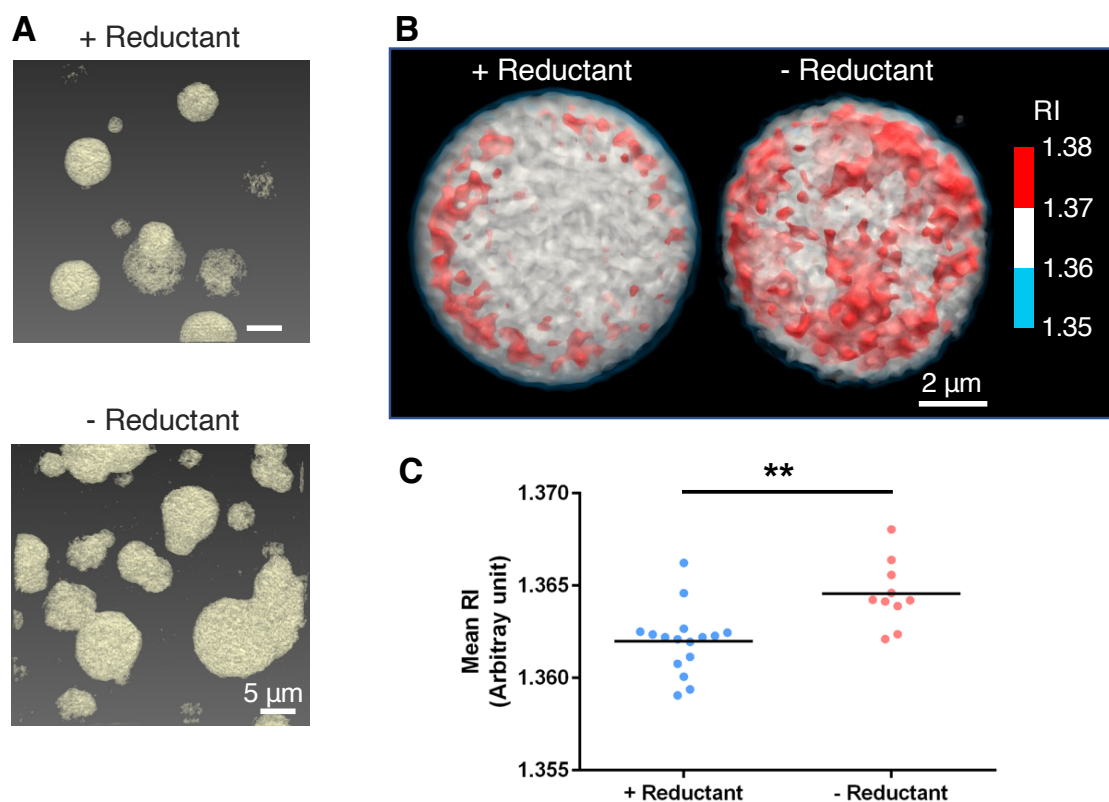 A
+ Reductant
- Reductant
5 µm
B
+ Reductant
- Reductant
RI
1.38
1.37
1.36
1.35
2 µm
C
**
1.370
1.365
1.360
1.355
Mean RI
(Arbitray unit)
+ Reductant
- Reductant